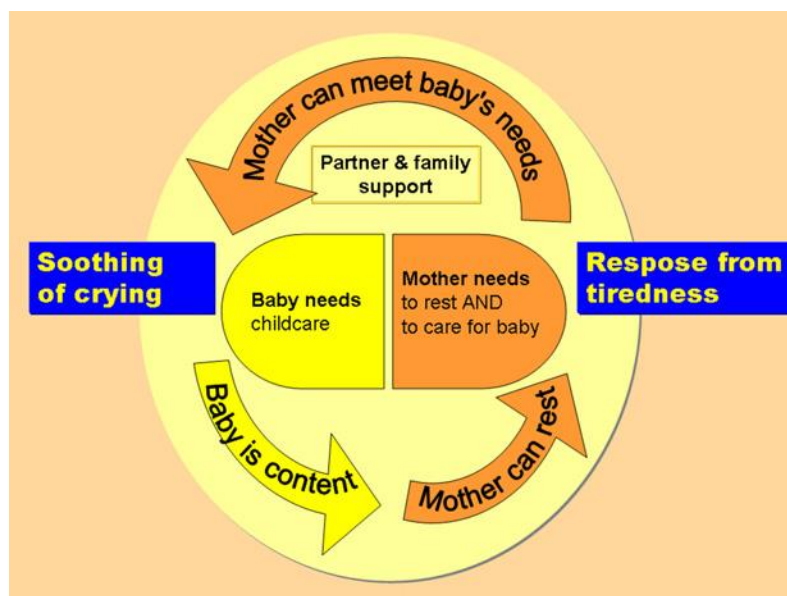 Mother can meet baby's needs
Partner & family
support
Soothing
of crying
Baby needs
childcare
Mother needs
to rest AND
to care for baby
Respose from
tiredness
Baby is content
Mother can rest